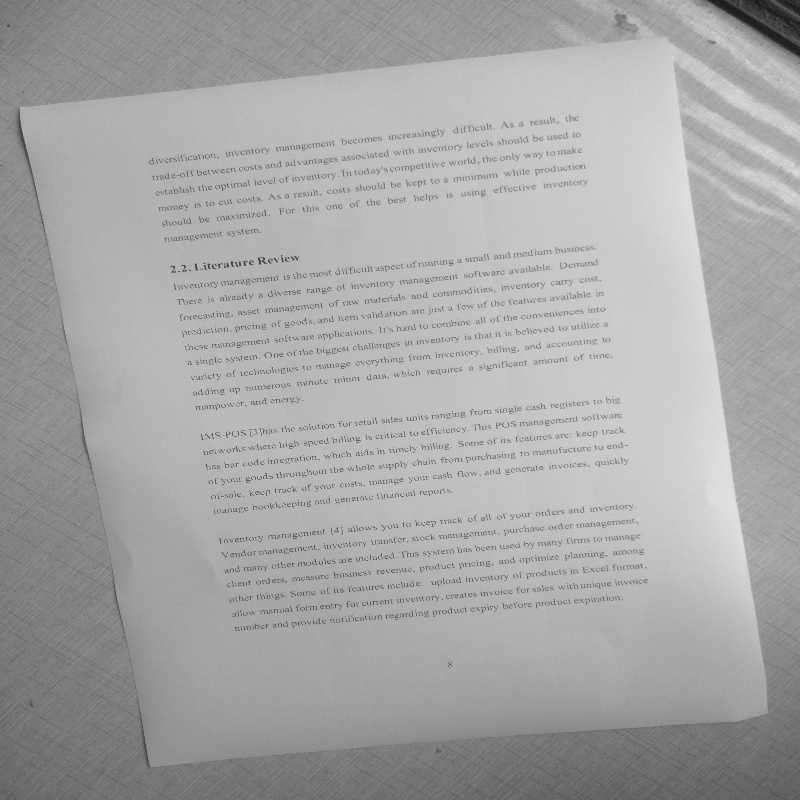 diversification, inventory management becomes increasingly difficult. As a result, the
trade-off between costs and advantages associated with inventory levels should be used to
establish the optimal level of inventory. In today's competitive world, the only way to make
money is to cut costs. As a result, costs should be kept to a minimum while production
should be maximized. For this one of the best helps is using effective inventory
management system.
2.2. Literature Review
Inventory management is the most difficult aspect of running a small and medium business.
There is already a diverse range of inventory management software available. Demand
forecasting, asset management of raw materials and commodities, inventory carry cost,
prediction, pricing of goods, and item validation are just a few of the features available in
these management software applications. It's hard to combine all of the conveniences into
a single system. One of the biggest challenges in inventory is that it is believed to utilize a
variety of technologies to manage everything from inventory, billing, and accounting to
adding up numerous minute minor data, which requires a significant amount of time,
manpower, and energy.
IMS-POS [3]has the solution for retail sales units ranging from single cash registers to big
networks where high-speed billing is critical to efficiency. This POS management software
has bar code integration, which aids in timely billing. Some of its features are: keep track
of your goods throughout the whole supply chain from purchasing to manufacture to end-
of-sale, keep track of your costs, manage your cash flow, and generate invoices, quickly
manage bookkeeping and generate financial reports.
Inventory management [4] allows you to keep track of all of your orders and inventory.
Vendor management, inventory transfer, stock management, purchase order management,
and many other modules are included. This system has been used by many firms to manage
client orders, measure business revenue, product pricing, and optimize planning, among
other things. Some of its features include: upload inventory of products in Excel format,
allow manual form entry for current inventory, creates invoice for sales with unique invoice
number and provide notification regarding product expiry before product expiration.
8